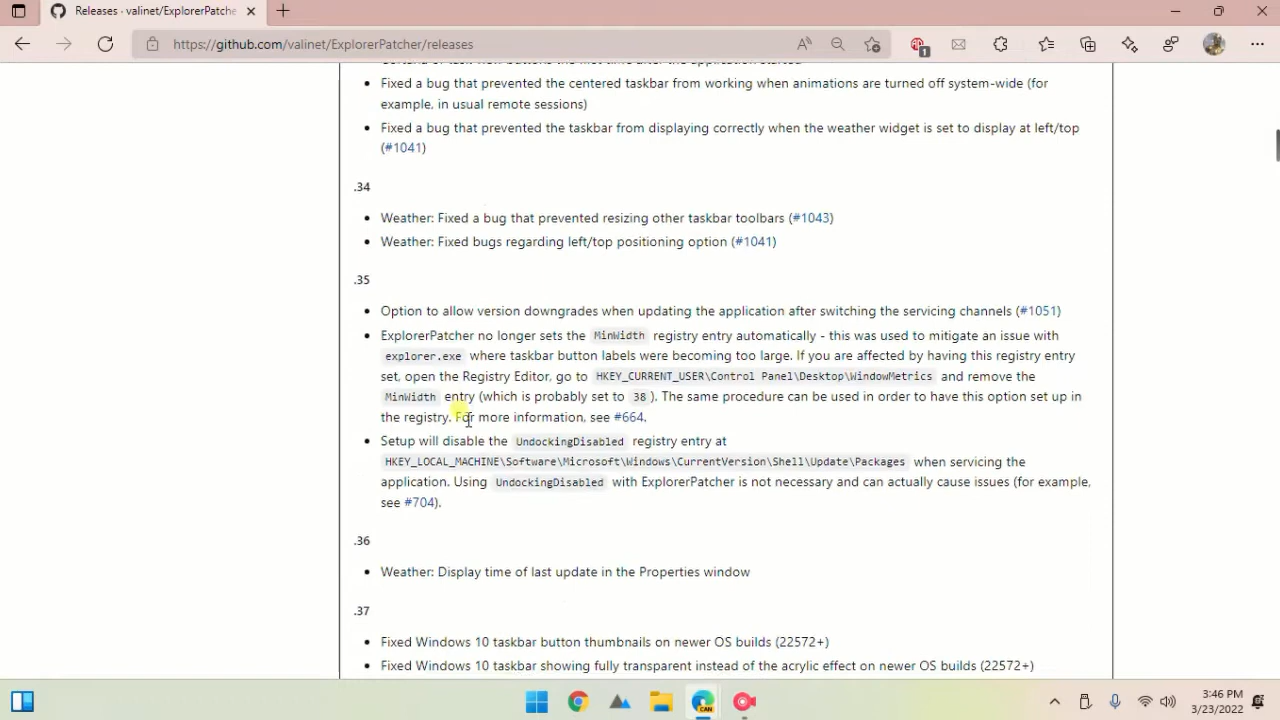 Releases · valinet/ExplorerPatche
https://github.com/valinet/ExplorerPatcher/releases
1
Fixed a bug that prevented the centered taskbar from working when animations are turned off system-wide (for
example, in usual remote sessions)
Fixed a bug that prevented the taskbar from displaying correctly when the weather widget is set to display at left/top
(#1041)
.34
Weather: Fixed a bug that prevented resizing other taskbar toolbars (#1043)
Weather: Fixed bugs regarding left/top positioning option (#1041)
.35
Option to allow version downgrades when updating the application after switching the servicing channels (#1051)
ExplorerPatcher no longer sets the MinWidth registry entry automatically - this was used to mitigate an issue with
explorer.exe where taskbar button labels were becoming too large. If you are affected by having this registry entry
set, open the Registry Editor, go to HKEY_CURRENT_USER\Control Panel\Desktop\WindowMetrics and remove the
MinWidth entry (which is probably set to 38 ). The same procedure can be used in order to have this option set up in
the registry. For more information, see #664.
Setup will disable the UndockingDisabled registry entry at
HKEY_LOCAL_MACHINE\Software\Microsoft\Windows\CurrentVersion\Shell\Update\Packages when servicing the
application. Using UndockingDisabled with ExplorerPatcher is not necessary and can actually cause issues (for example,
see #704).
.36
Weather: Display time of last update in the Properties window
.37
Fixed Windows 10 taskbar button thumbnails on newer OS builds (22572+)
Fixed Windows 10 taskbar showing fully transparent instead of the acrylic effect on newer OS builds (22572+)
CAN
3:46 PM
3/23/2022